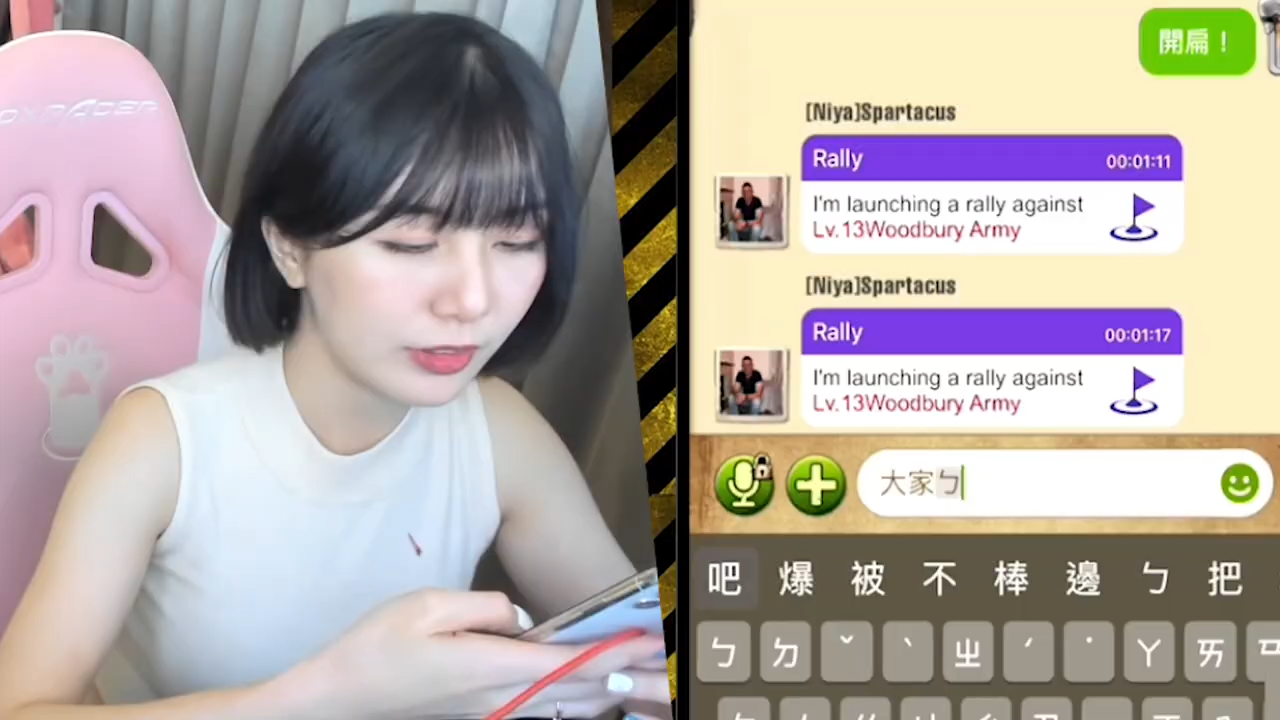 開扁！
[Niya]Spartacus
Rally 00:01:11
I'm launching a rally against
Lv.13Woodbury Army
[Niya]Spartacus
Rally 00:01:17
I'm launching a rally against
Lv.13Woodbury Army
大家ㄅ
吧 爆 被 不 棒 邊 ㄅ 把
ㄅ ㄉ ˇ ˋ ㄓ ˊ ˙ ㄚ ㄞ